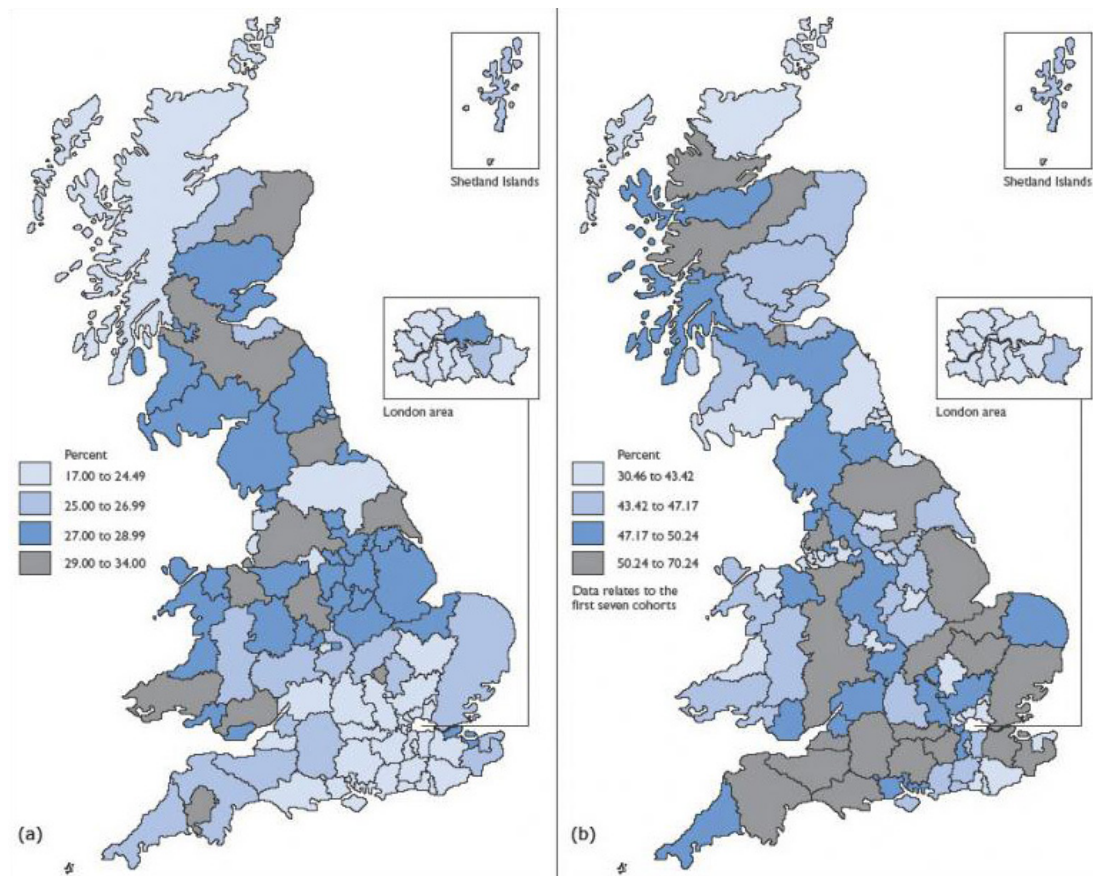 Shetland Islands
London area
Percent
17.00 to 24.49
25.00 to 26.99
27.00 to 28.99
29.00 to 34.00
(a)
Shetland Islands
London area
Percent
30.46 to 43.42
43.42 to 47.17
47.17 to 50.24
50.24 to 70.24
Data relates to the
first seven cohorts
(b)